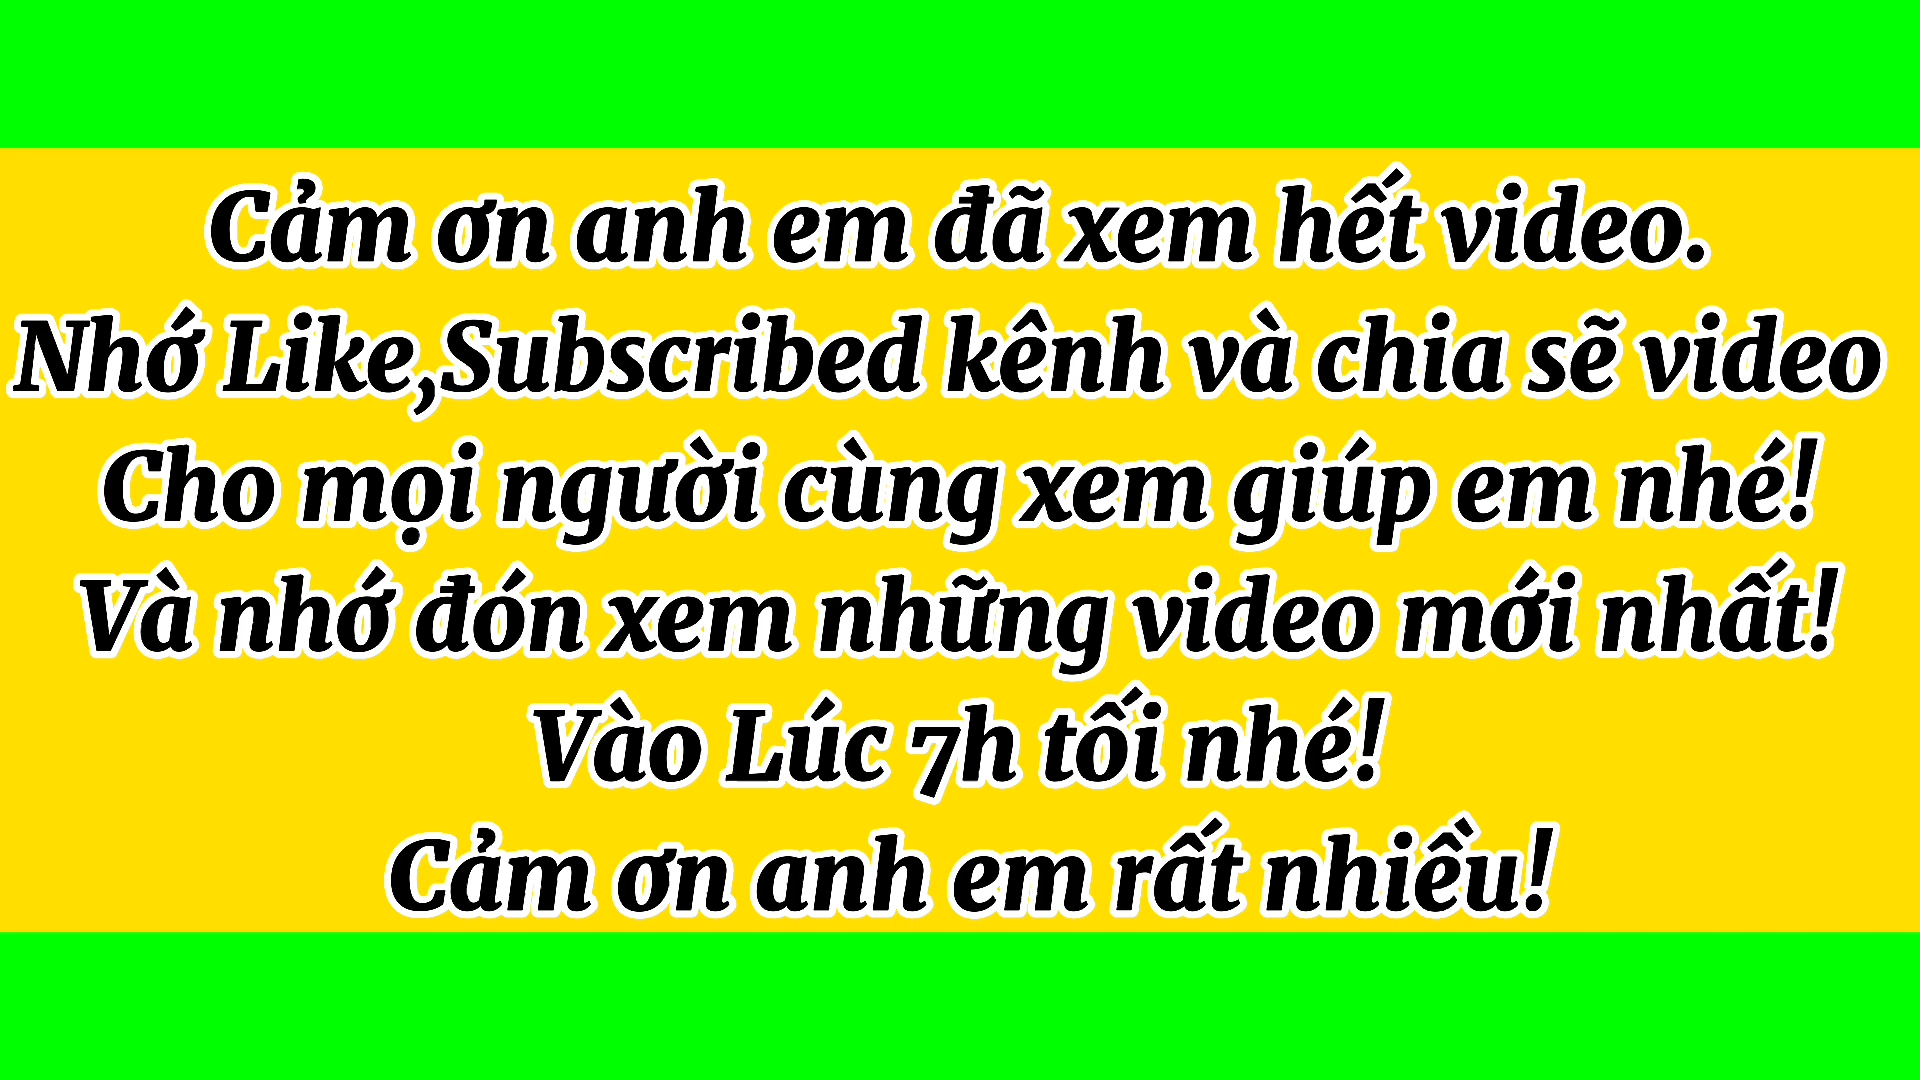 Cảm ơn anh em đã xem hết video.
Nhớ Like,Subscribed kênh và chia sẽ video
Cho mọi người cùng xem giúp em nhé!
Và nhớ đón xem những video mới nhất!
Vào Lúc 7h tối nhé!
Cảm ơn anh em rất nhiều!